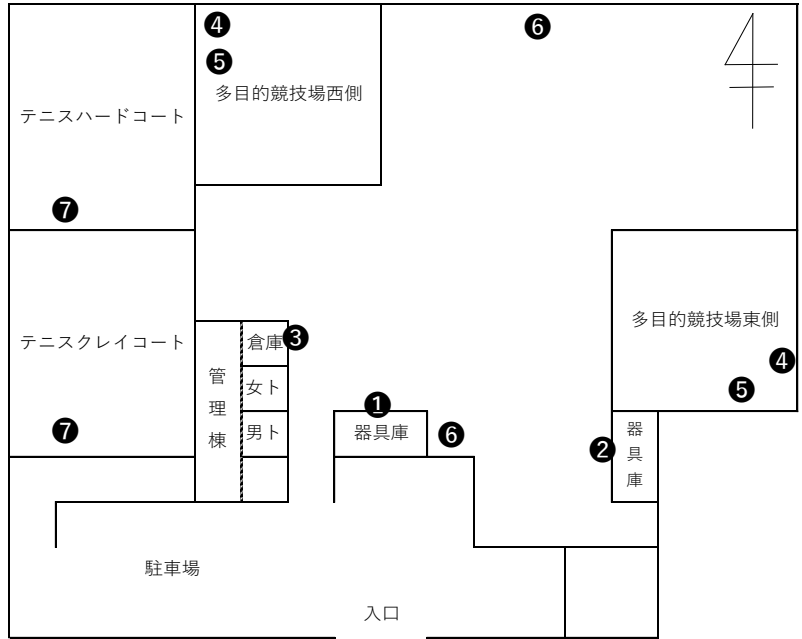 ❹
❻
❺
多目的競技場西側
テニスハードコート
❼
多目的競技場東側
テニスクレイコート
倉庫
❸
❹
管理棟
女ト
❺
❶
❼
男ト
器具庫
❻
❷
器具庫
駐車場
入口